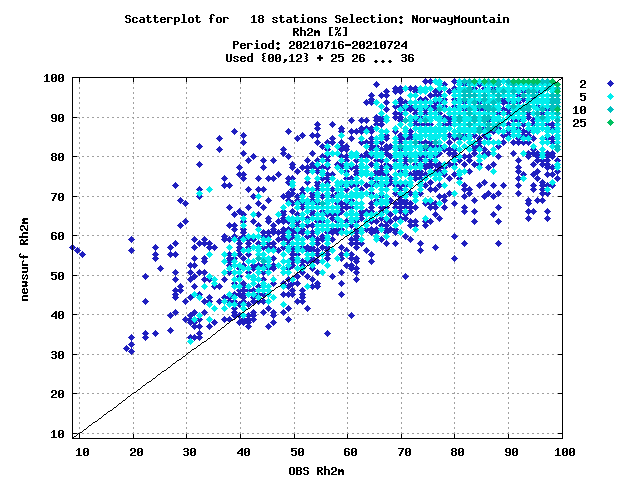 Scatterplot for   18 stations Selection: NorwayMountain
Rh2m [%]
Period: 20210716-20210724
Used {00,12} + 25 26 ... 36
100
90
80
70
60
50
40
30
20
10
newsurf Rh2m
10 20 30 40 50 60 70 80 90 100
OBS Rh2m
2
5
10
25